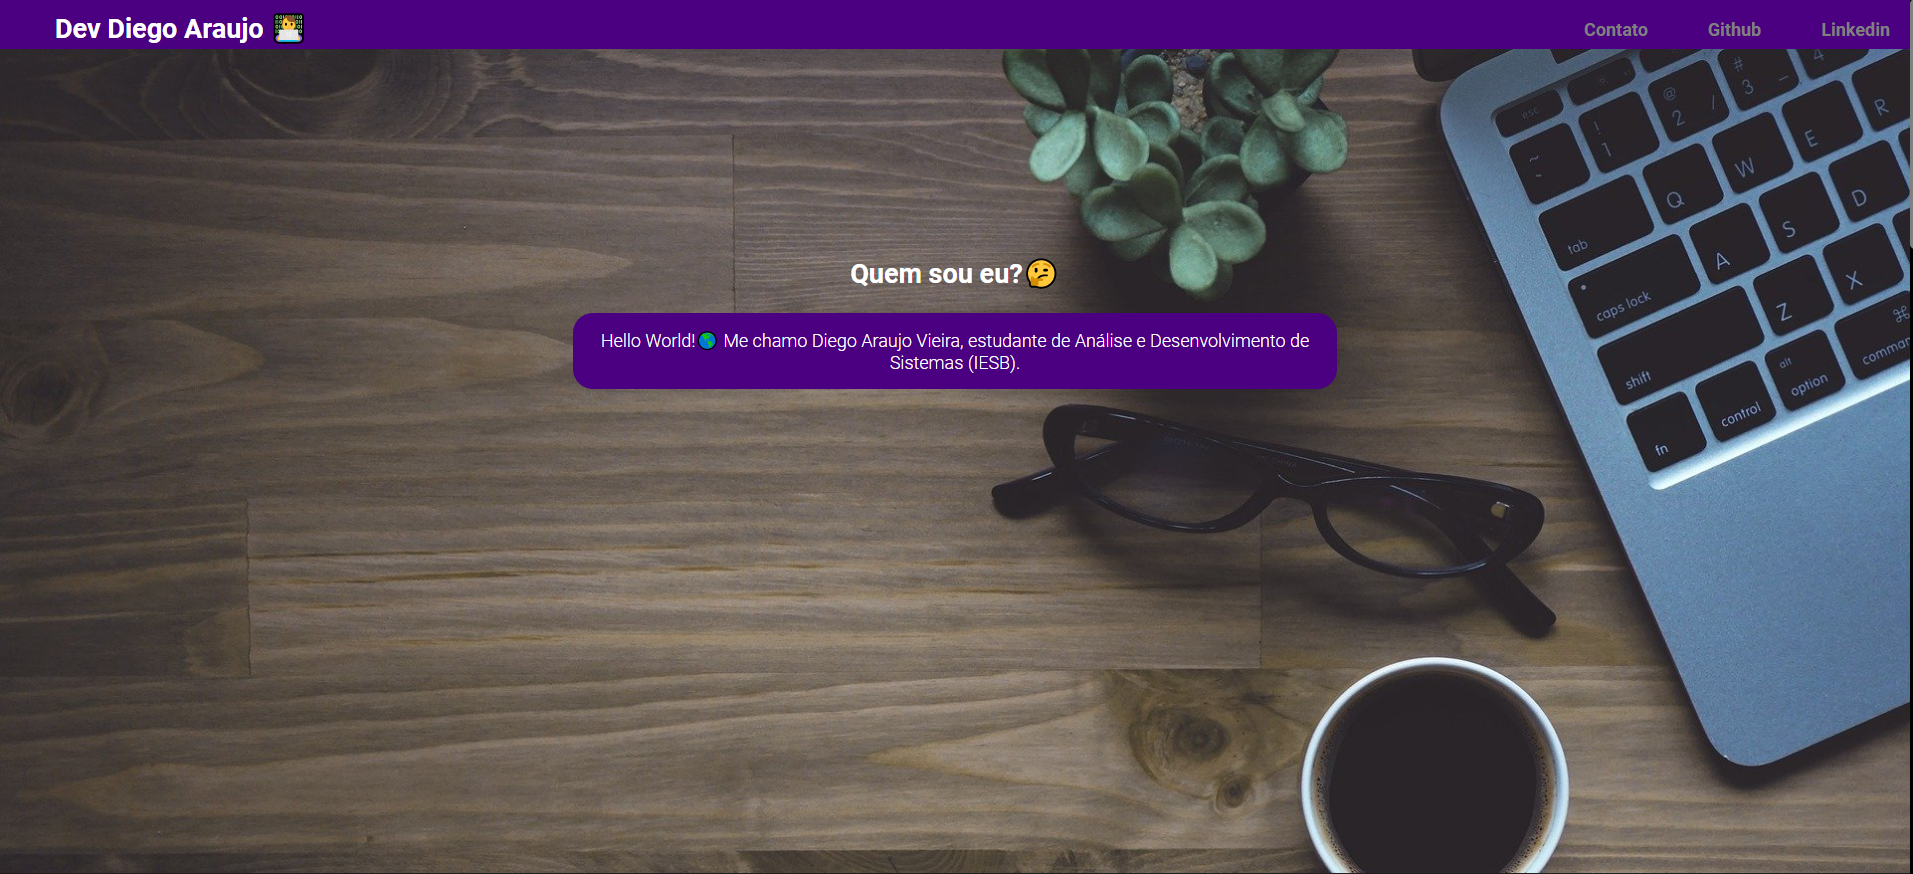 Dev Diego Araujo 👨‍💻
Contato Github Linkedin
Quem sou eu?🤔
Hello World!🌎 Me chamo Diego Araujo Vieira, estudante de Análise e Desenvolvimento de
Sistemas (IESB).
esc
~ ! @ # 4
- 1 2 / 3 _
tab Q W E R
caps lock A S D
shift Z X ⌘
fn control alt option comman